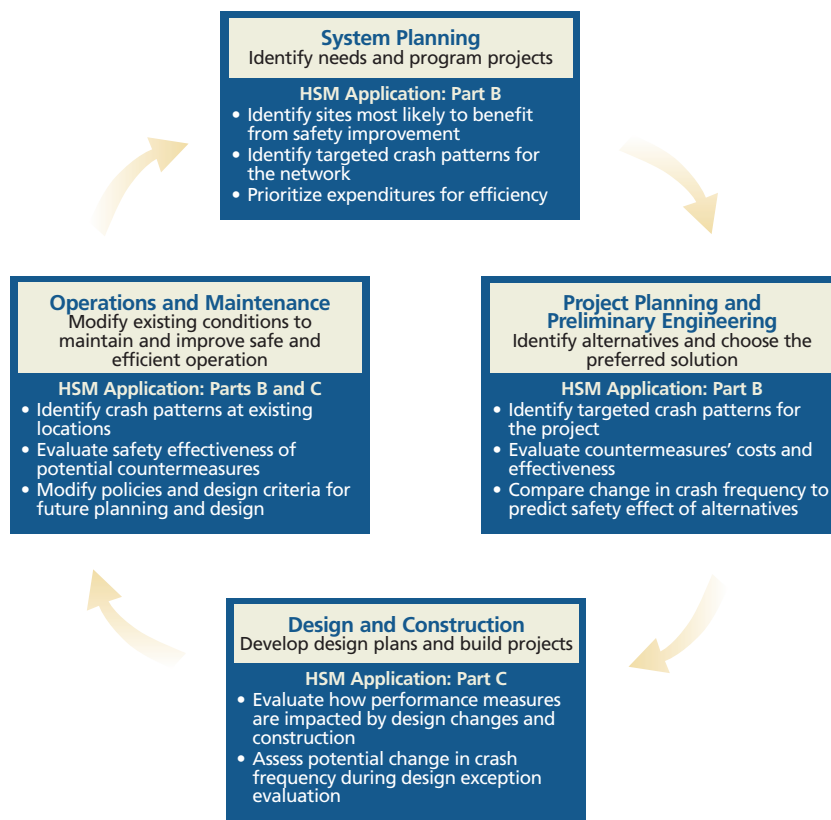 System Planning
Identify needs and program projects
HSM Application: Part B
• Identify sites most likely to benefit
from safety improvement
• Identify targeted crash patterns for
the network
• Prioritize expenditures for efficiency
Operations and Maintenance
Modify existing conditions to
maintain and improve safe and
efficient operation
HSM Application: Parts B and C
• Identify crash patterns at existing
locations
• Evaluate safety effectiveness of
potential countermeasures
• Modify policies and design criteria for
future planning and design
Project Planning and
Preliminary Engineering
Identify alternatives and choose the
preferred solution
HSM Application: Part B
• Identify targeted crash patterns for
the project
• Evaluate countermeasures’ costs and
effectiveness
• Compare change in crash frequency to
predict safety effect of alternatives
Design and Construction
Develop design plans and build projects
HSM Application: Part C
• Evaluate how performance measures
are impacted by design changes and
construction
• Assess potential change in crash
frequency during design exception
evaluation